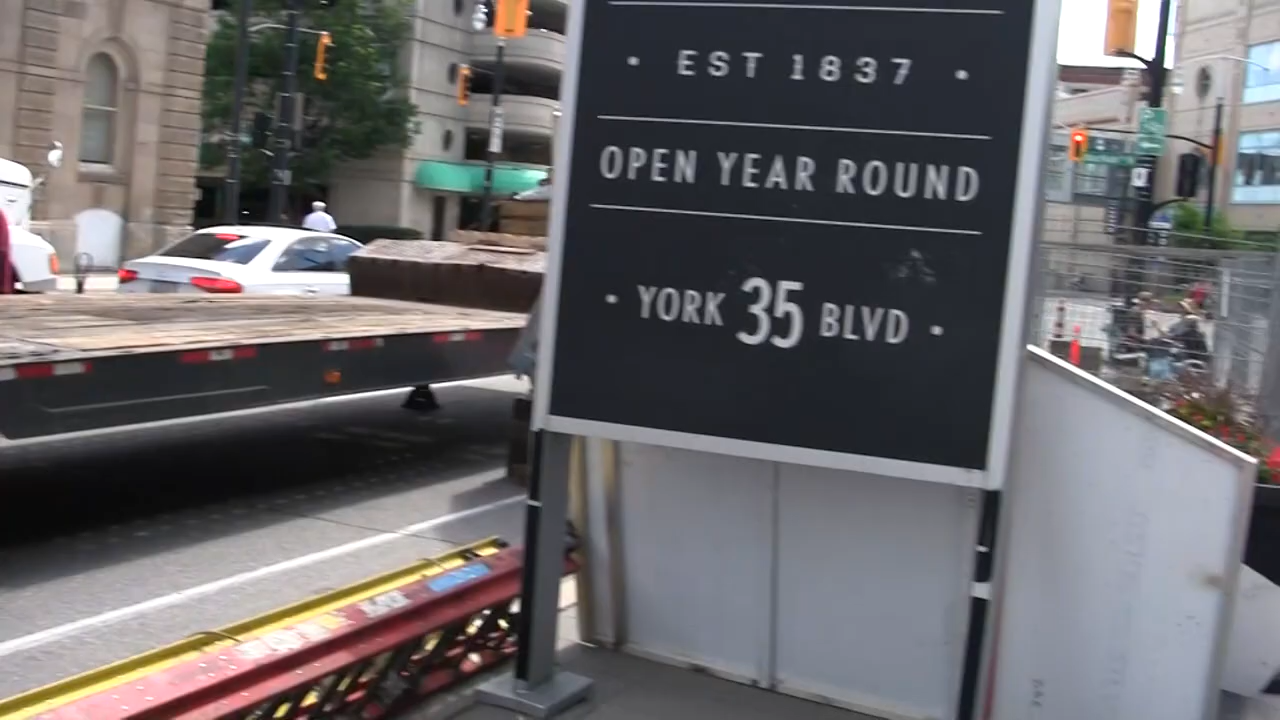 · EST 1837 ·
OPEN YEAR ROUND
· YORK 35 BLVD ·